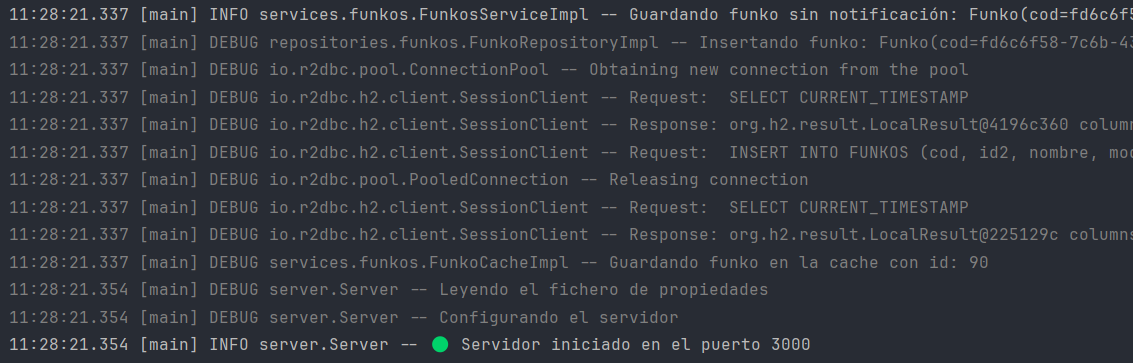 11:28:21.337 [main] INFO services.funkos.FunkosServiceImpl -- Guardando funko sin notificación: Funko(cod=fd6c6f5
11:28:21.337 [main] DEBUG repositories.funkos.FunkoRepositoryImpl -- Insertando funko: Funko(cod=fd6c6f58-7c6b-43
11:28:21.337 [main] DEBUG io.r2dbc.pool.ConnectionPool -- Obtaining new connection from the pool
11:28:21.337 [main] DEBUG io.r2dbc.h2.client.SessionClient -- Request:  SELECT CURRENT_TIMESTAMP
11:28:21.337 [main] DEBUG io.r2dbc.h2.client.SessionClient -- Response: org.h2.result.LocalResult@4196c360 column
11:28:21.337 [main] DEBUG io.r2dbc.h2.client.SessionClient -- Request:  INSERT INTO FUNKOS (cod, id2, nombre, mod
11:28:21.337 [main] DEBUG io.r2dbc.pool.PooledConnection -- Releasing connection
11:28:21.337 [main] DEBUG io.r2dbc.h2.client.SessionClient -- Request:  SELECT CURRENT_TIMESTAMP
11:28:21.337 [main] DEBUG io.r2dbc.h2.client.SessionClient -- Response: org.h2.result.LocalResult@225129c columns
11:28:21.337 [main] DEBUG services.funkos.FunkoCacheImpl -- Guardando funko en la cache con id: 90
11:28:21.354 [main] DEBUG server.Server -- Leyendo el fichero de propiedades
11:28:21.354 [main] DEBUG server.Server -- Configurando el servidor
11:28:21.354 [main] INFO server.Server -- 🟢 Servidor iniciado en el puerto 3000